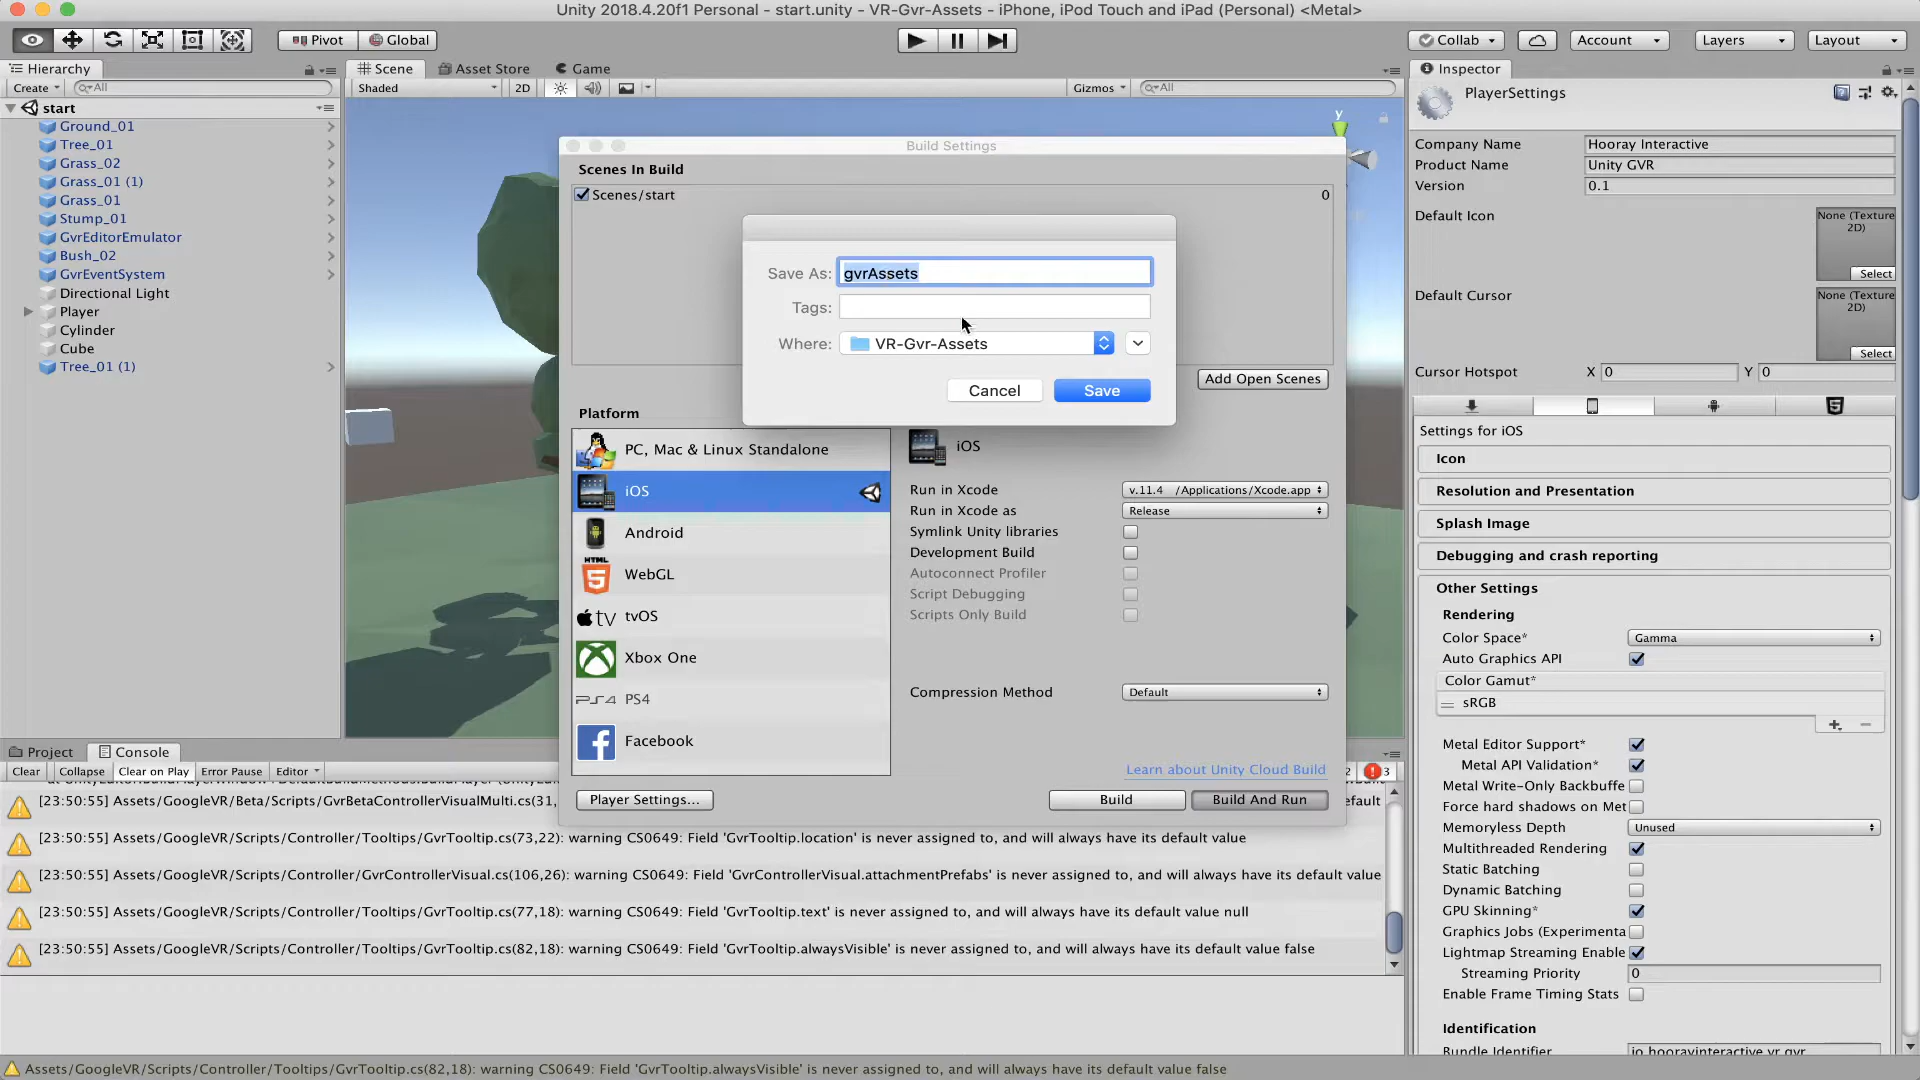 Unity 2018.4.20f1 Personal - start.unity - VR-Gvr-Assets - iPhone, iPod Touch and iPad (Personal) <Metal>
Pivot
Global
Collab
Account
Layers
Layout
Hierarchy
Create
All
start
Ground_01
Tree_01
Grass_02
Grass_01 (1)
Grass_01
Stump_01
GvrEditorEmulator
Bush_02
GvrEventSystem
Directional Light
Player
Cylinder
Cube
Tree_01 (1)
Scene
Asset Store
Game
Shaded
2D
Gizmos
All
y
Build Settings
Scenes In Build
Scenes/start
0
Save As:
gvrAssets
Tags:
Where:
VR-Gvr-Assets
Cancel
Save
Add Open Scenes
Platform
PC, Mac & Linux Standalone
iOS
Android
HTML
5
WebGL
tv
tvOS
Xbox One
PS4
Facebook
iOS
Run in Xcode
v.11.4 /Applications/Xcode.app
Run in Xcode as
Release
Symlink Unity libraries
Development Build
Autoconnect Profiler
Script Debugging
Scripts Only Build
Compression Method
Default
Learn about Unity Cloud Build
Player Settings...
Build
Build And Run
Inspector
PlayerSettings
Company Name
Hooray Interactive
Product Name
Unity GVR
Version
0.1
Default Icon
None (Texture
2D)
Select
Default Cursor
None (Texture
2D)
Select
Cursor Hotspot
X 0
Y 0
Settings for iOS
Icon
Resolution and Presentation
Splash Image
Debugging and crash reporting
Other Settings
Rendering
Color Space*
Gamma
Auto Graphics API
Color Gamut*
sRGB
Metal Editor Support*
Metal API Validation*
Metal Write-Only Backbuffe
Force hard shadows on Met
Memoryless Depth
Unused
Multithreaded Rendering
Static Batching
Dynamic Batching
GPU Skinning*
Graphics Jobs (Experimenta
Lightmap Streaming Enable
Streaming Priority
0
Enable Frame Timing Stats
Identification
Bundle Identifier
io.hoorayinteractive.vr.gvr
Project
Console
Clear
Collapse
Clear on Play
Error Pause
Editor
2
3
[23:50:55] Assets/GoogleVR/Beta/Scripts/GvrBetaControllerVisualMulti.cs(31,
efault
[23:50:55] Assets/GoogleVR/Scripts/Controller/Tooltips/GvrTooltip.cs(73,22): warning CS0649: Field 'GvrTooltip.location' is never assigned to, and will always have its default value
[23:50:55] Assets/GoogleVR/Scripts/Controller/GvrControllerVisual.cs(106,26): warning CS0649: Field 'GvrControllerVisual.attachmentPrefabs' is never assigned to, and will always have its default value
[23:50:55] Assets/GoogleVR/Scripts/Controller/Tooltips/GvrTooltip.cs(77,18): warning CS0649: Field 'GvrTooltip.text' is never assigned to, and will always have its default value null
[23:50:55] Assets/GoogleVR/Scripts/Controller/Tooltips/GvrTooltip.cs(82,18): warning CS0649: Field 'GvrTooltip.alwaysVisible' is never assigned to, and will always have its default value false
Assets/GoogleVR/Scripts/Controller/Tooltips/GvrTooltip.cs(82,18): warning CS0649: Field 'GvrTooltip.alwaysVisible' is never assigned to, and will always have its default value false